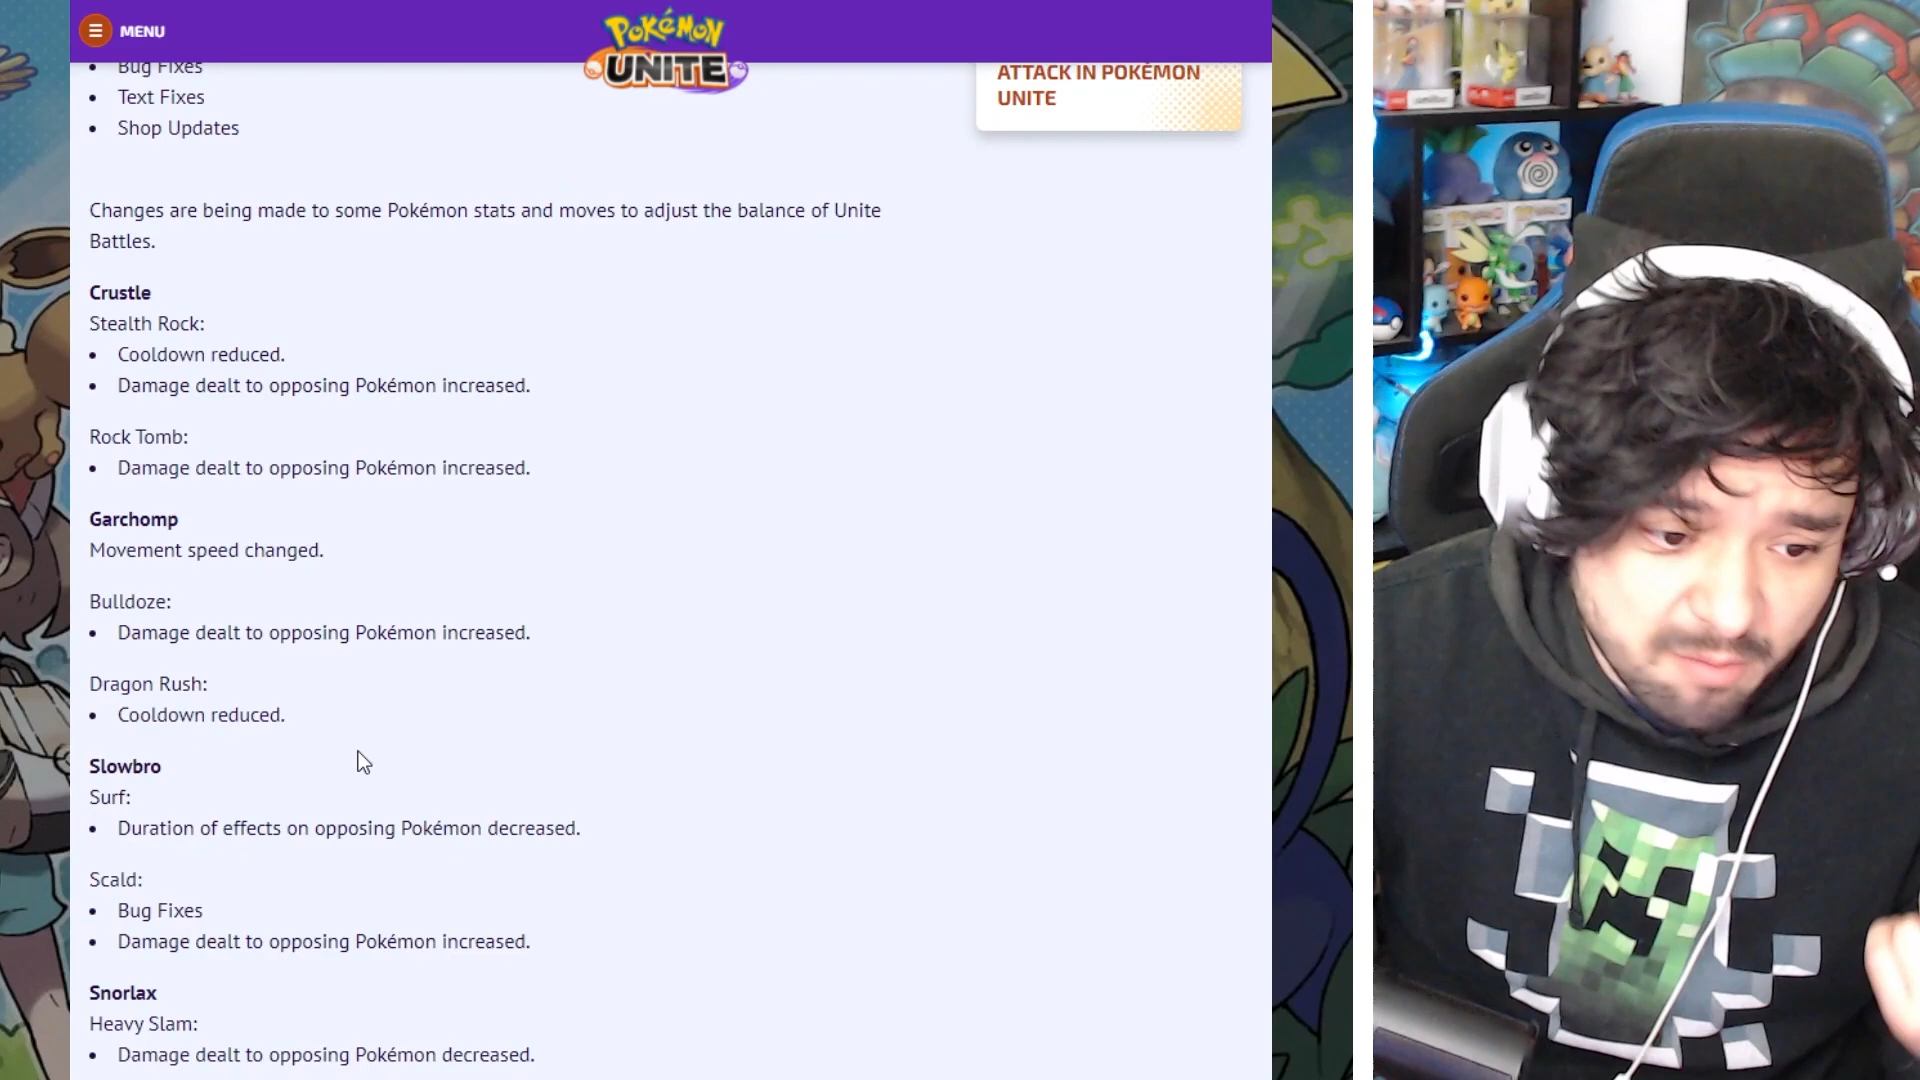 MENU
POKÉMON
UNITE
Bug Fixes
Text Fixes
Shop Updates
ATTACK IN POKÉMON
UNITE
Changes are being made to some Pokémon stats and moves to adjust the balance of Unite
Battles.
Crustle
Stealth Rock:
• Cooldown reduced.
• Damage dealt to opposing Pokémon increased.
Rock Tomb:
• Damage dealt to opposing Pokémon increased.
Garchomp
Movement speed changed.
Bulldoze:
• Damage dealt to opposing Pokémon increased.
Dragon Rush:
• Cooldown reduced.
Slowbro
Surf:
• Duration of effects on opposing Pokémon decreased.
Scald:
• Bug Fixes
• Damage dealt to opposing Pokémon increased.
Snorlax
Heavy Slam:
• Damage dealt to opposing Pokémon decreased.